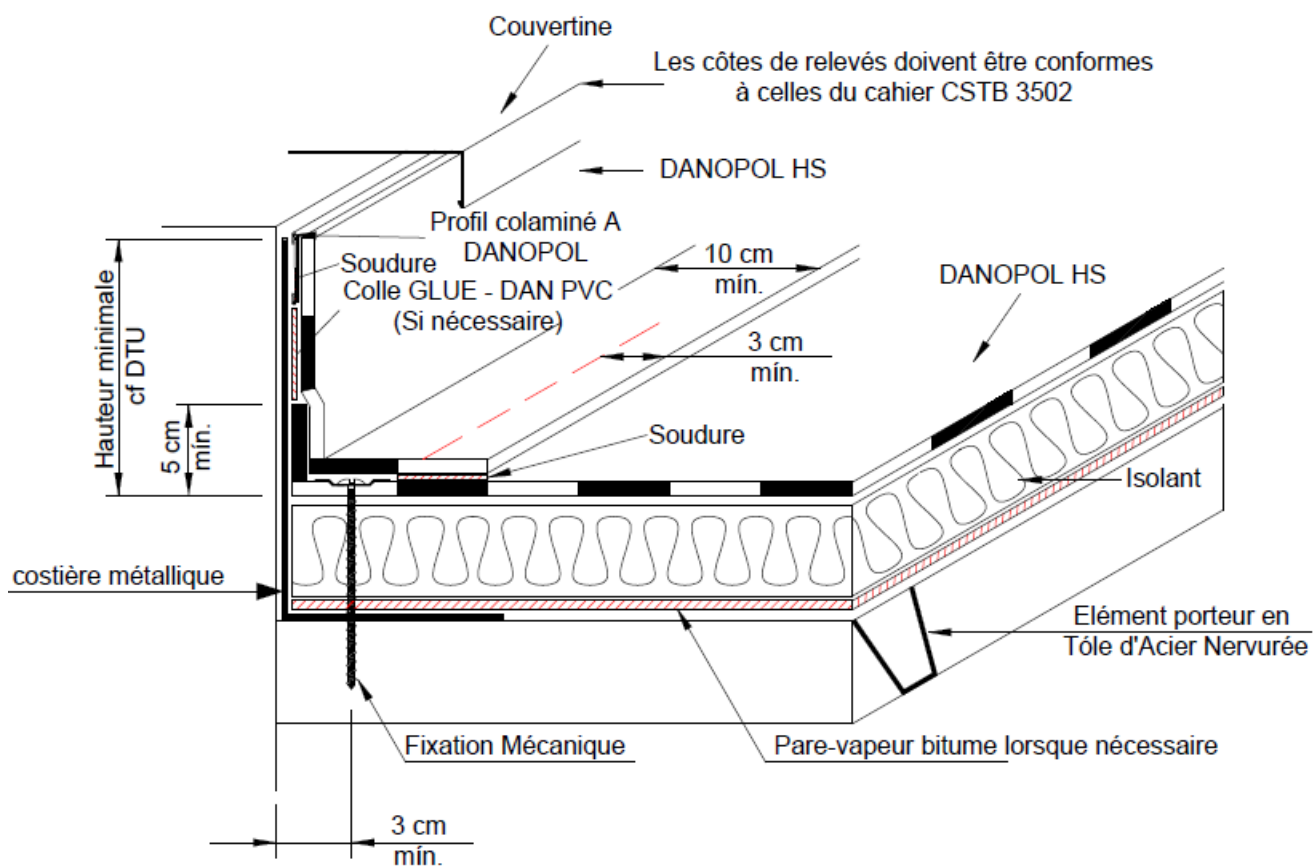 Couvertine
Les côtes de relevés doivent être conformes
à celles du cahier CSTB 3502
DANOPOL HS
Profil colaminé A
DANOPOL
Soudure
Colle GLUE - DAN PVC
(Si nécessaire)
10 cm
mín.
DANOPOL HS
3 cm
mín.
Hauteur minimale
cf DTU
5 cm
mín.
Soudure
Isolant
costière métallique
Elément porteur en
Tóle d'Acier Nervurée
Fixation Mécanique
Pare-vapeur bitume lorsque nécessaire
3 cm
mín.